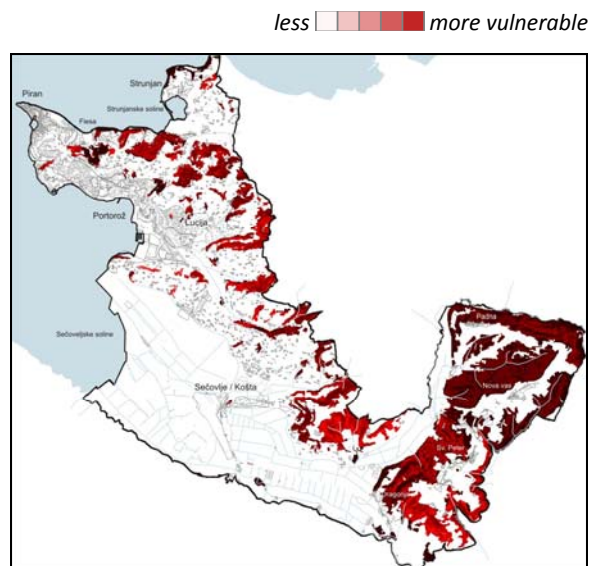 less more vulnerable
Strunjan
Piran
Strunjanske soline
Fiesa
Portorož
Lucija
Sečoveljske soline
Padna
Nova vas
Sečovlje / Košta
Sv. Peter
Dragonja